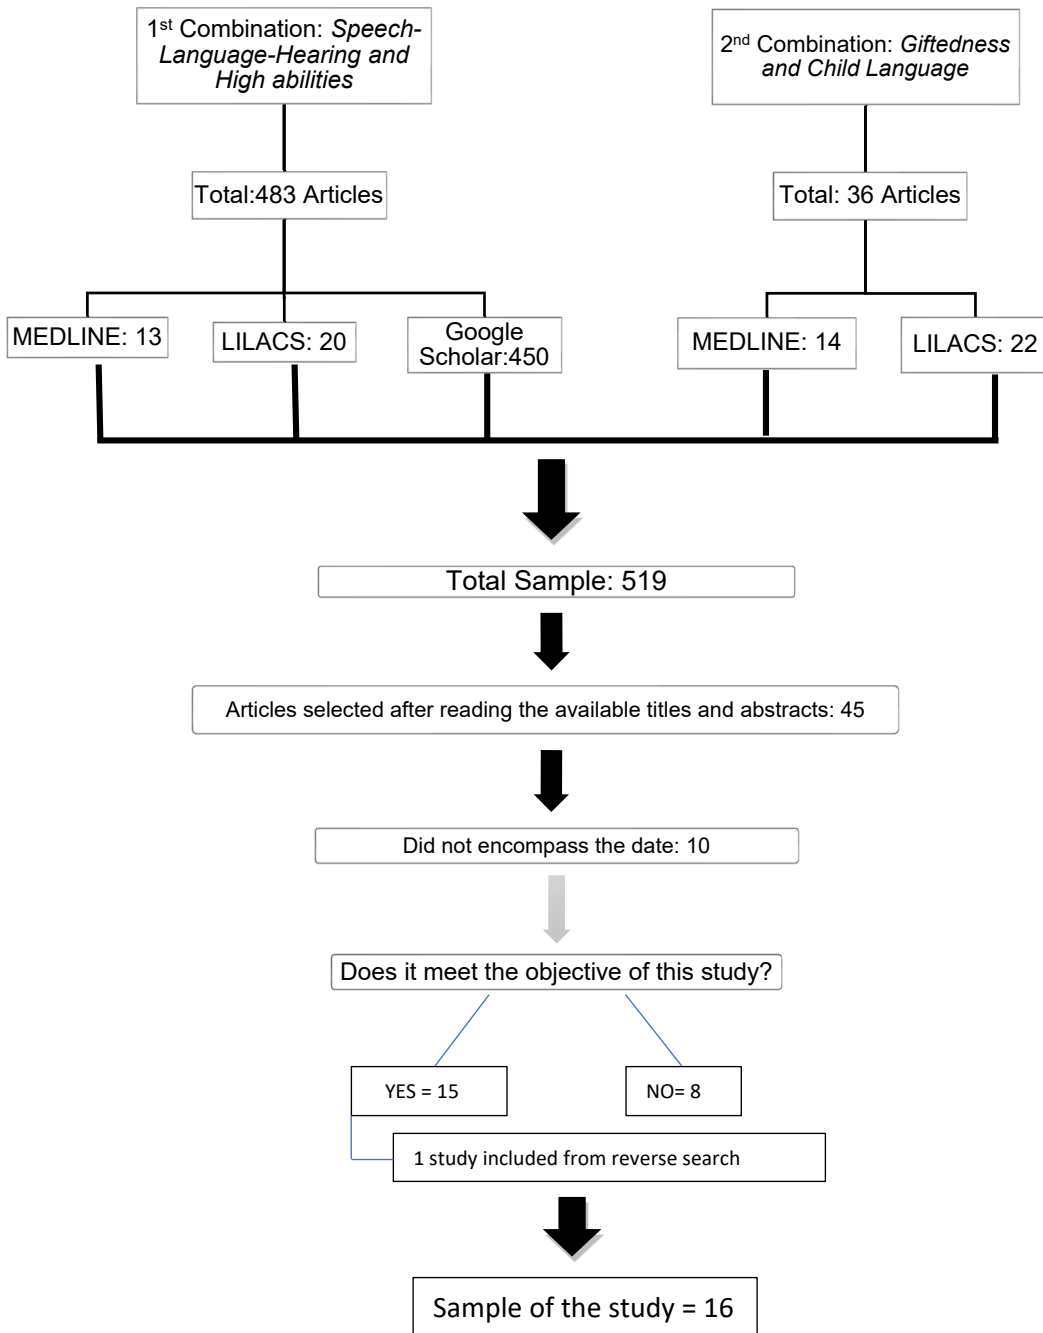 1st Combination: Speech-
Language-Hearing and
High abilities
2nd Combination: Giftedness
and Child Language
Total:483 Articles
Total: 36 Articles
MEDLINE: 13
LILACS: 20
Google
Scholar:450
MEDLINE: 14
LILACS: 22
Total Sample: 519
Articles selected after reading the available titles and abstracts: 45
Did not encompass the date: 10
Does it meet the objective of this study?
YES = 15
NO= 8
1 study included from reverse search
Sample of the study = 16